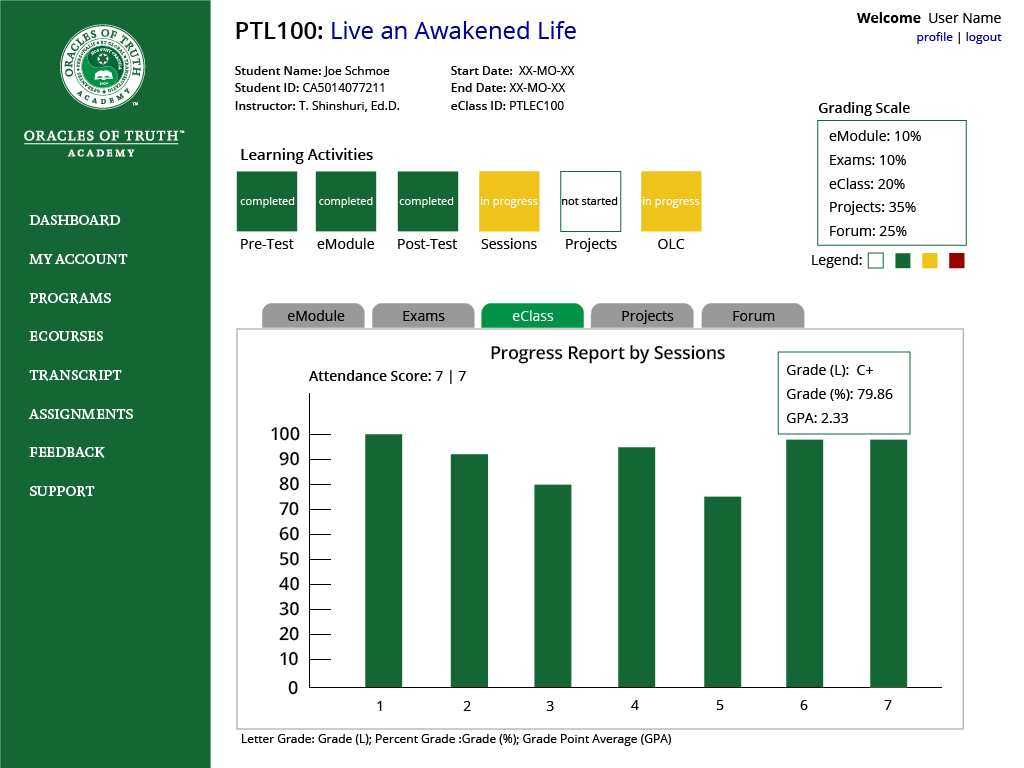 ORACLES OF TRUTH
ACADEMY
TM
ORACLES OF TRUTH™
ACADEMY
DASHBOARD
MY ACCOUNT
PROGRAMS
ECOURSES
TRANSCRIPT
ASSIGNMENTS
FEEDBACK
SUPPORT
PTL100: Live an Awakened Life
Welcome User Name
profile | logout
Student Name: Joe Schmoe
Student ID: CA5014077211
Instructor: T. Shinshuri, Ed.D.
Start Date: XX-MO-XX
End Date: XX-MO-XX
eClass ID: PTLEC100
Grading Scale
eModule: 10%
Exams: 10%
eClass: 20%
Projects: 35%
Forum: 25%
Legend:
Learning Activities
completed completed completed in progress not started in progress
Pre-Test eModule Post-Test Sessions Projects OLC
eModule Exams eClass Projects Forum
Progress Report by Sessions
Attendance Score: 7 | 7
Grade (L): C+
Grade (%): 79.86
GPA: 2.33
100
90
80
70
60
50
40
30
20
10
0
1 2 3 4 5 6 7
Letter Grade: Grade (L); Percent Grade :Grade (%); Grade Point Average (GPA)